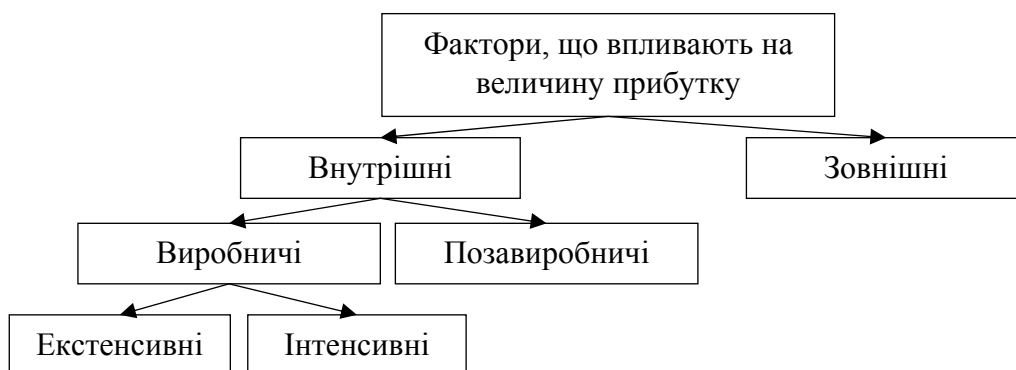 Фактори, що впливають на
величину прибутку
Внутрішні
Зовнішні
Виробничі
Позавиробничі
Екстенсивні
Інтенсивні